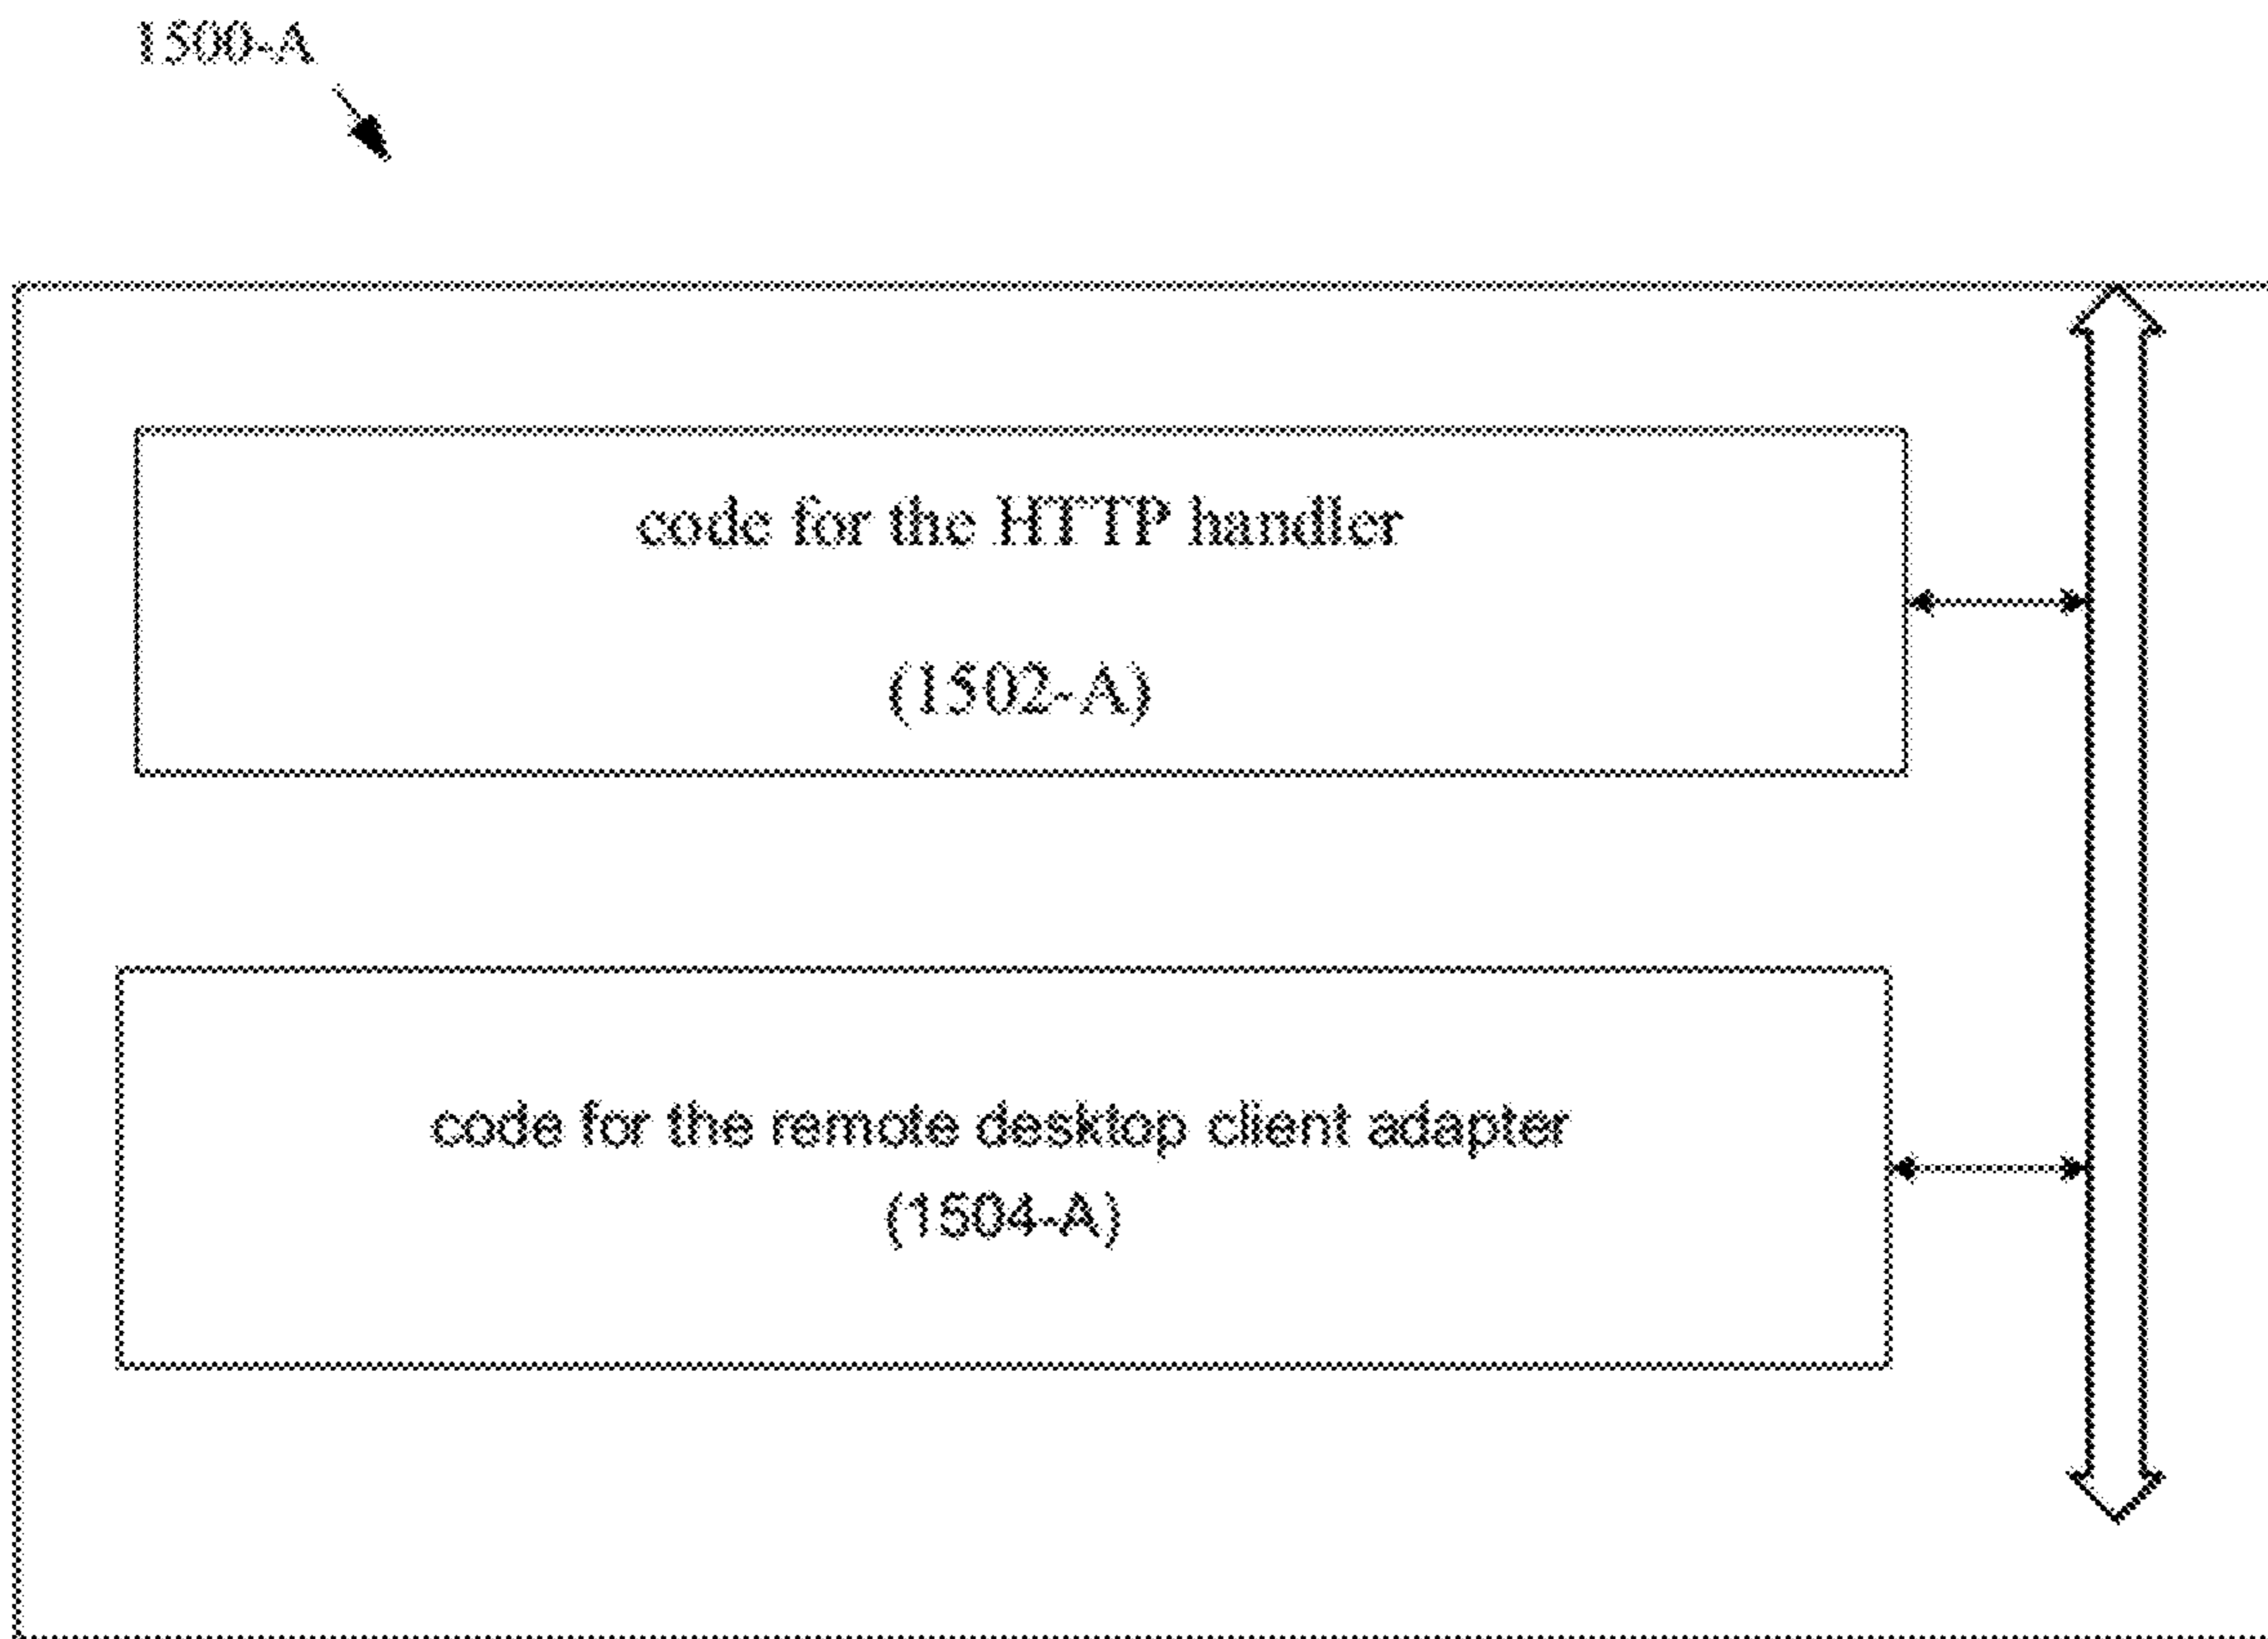 1500-A
code for the HTTP handler
(1502-A)
code for the remote desktop client adapter
(1504-A)